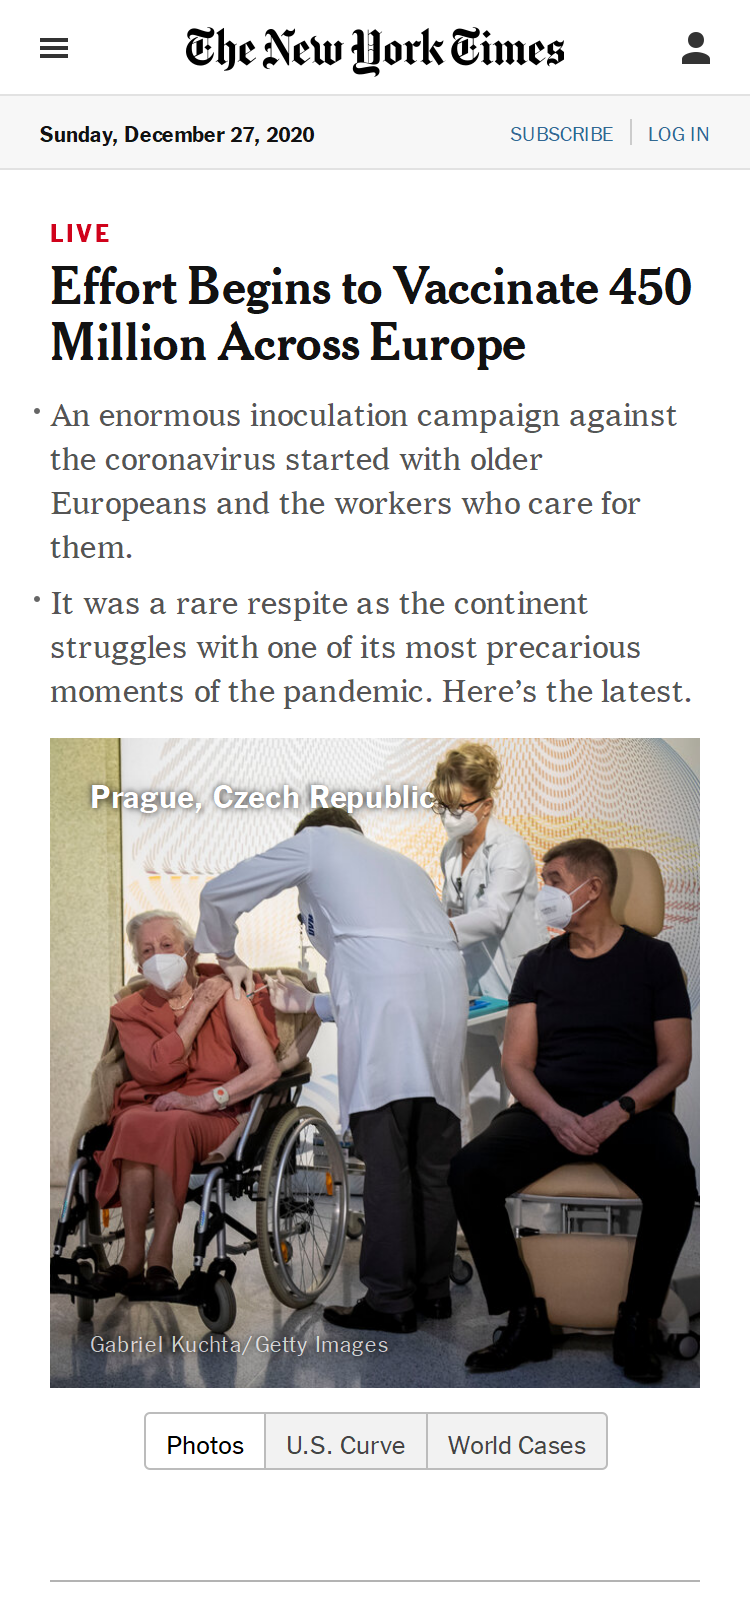 The New York Times
Sunday, December 27, 2020
SUBSCRIBE
LOG IN
LIVE
Effort Begins to Vaccinate 450
Million Across Europe
• An enormous inoculation campaign against
the coronavirus started with older
Europeans and the workers who care for
them.
• It was a rare respite as the continent
struggles with one of its most precarious
moments of the pandemic. Here’s the latest.
Prague, Czech Republic
Gabriel Kuchta/Getty Images
Photos
U.S. Curve
World Cases